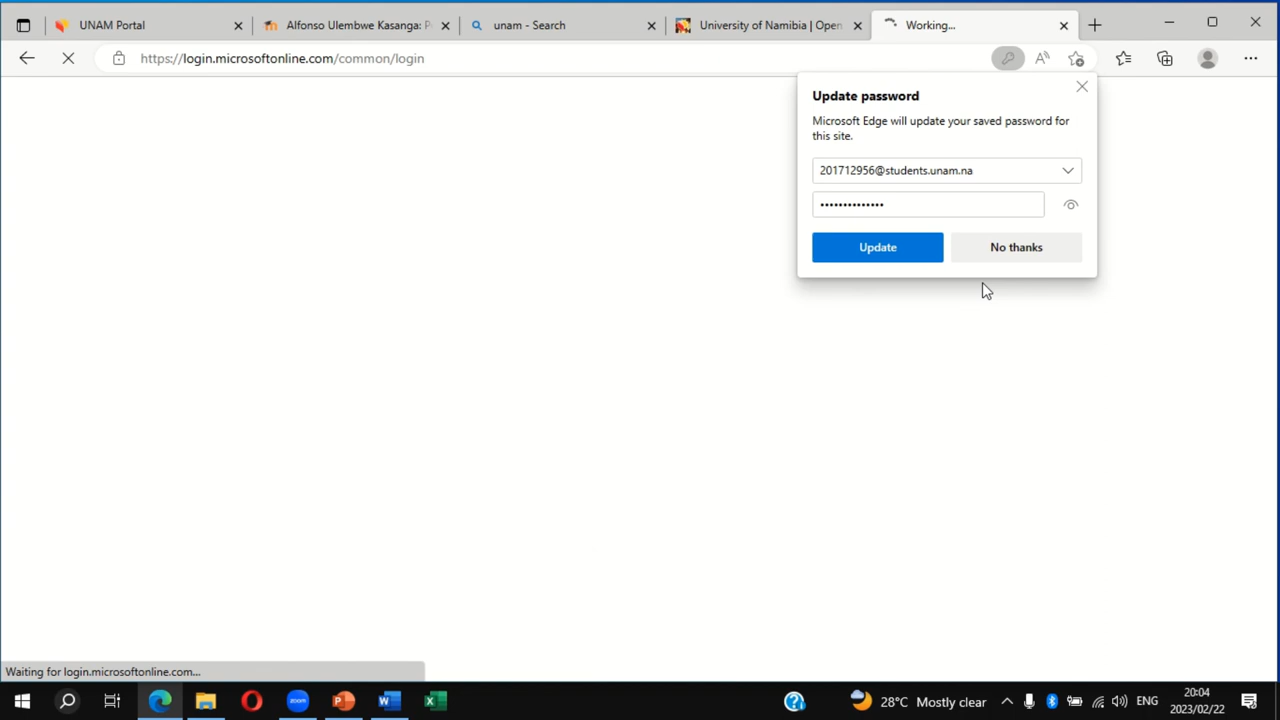 UNAM Portal
Alfonso Ulembwe Kasanga: P
unam - Search
University of Namibia | Open
Working...
https://login.microsoftonline.com/common/login
Update password
Microsoft Edge will update your saved password for
this site.
201712956@students.unam.na
••••••••••••••
Update
No thanks
Waiting for login.microsoftonline.com...
zoom
28°C Mostly clear
ENG
20:04
2023/02/22